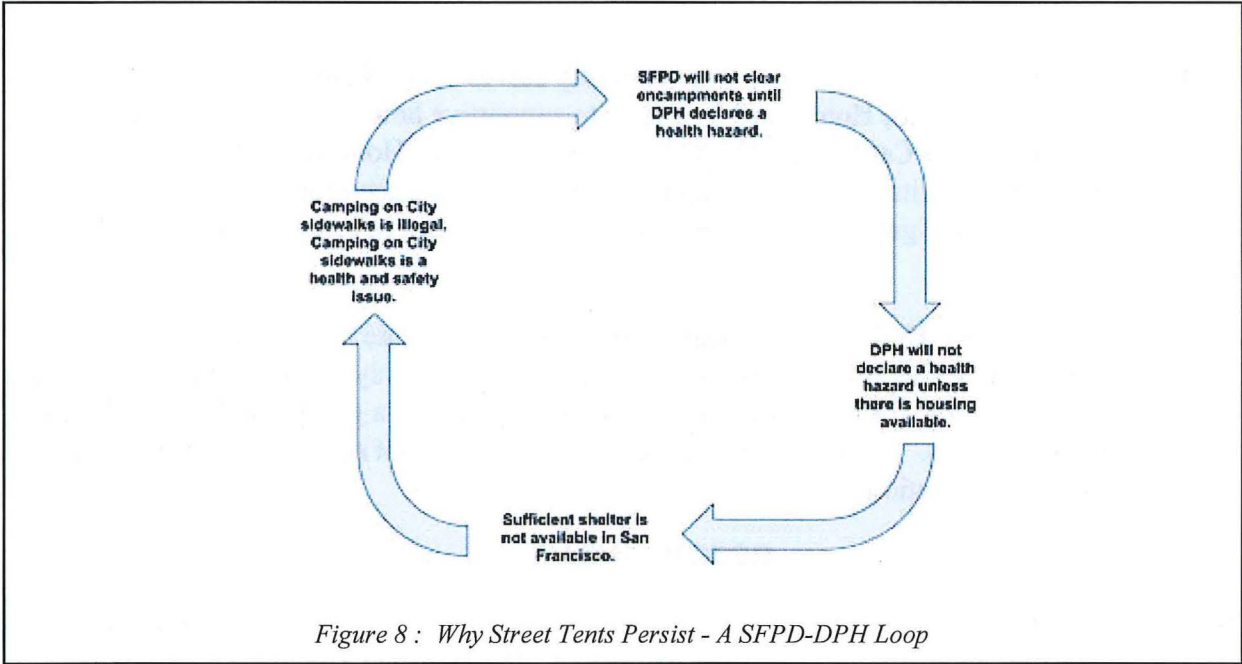 SFPD will not clear
encampments until
DPH declares a
health hazard.
DPH will not
declare a health
hazard unless
there is housing
available.
Sufficient shelter is
not available in San
Francisco.
Camping on City
sidewalks is illegal.
Camping on City
sidewalks is a
health and safety
issue.
Figure 8 : Why Street Tents Persist - A SFPD-DPH Loop